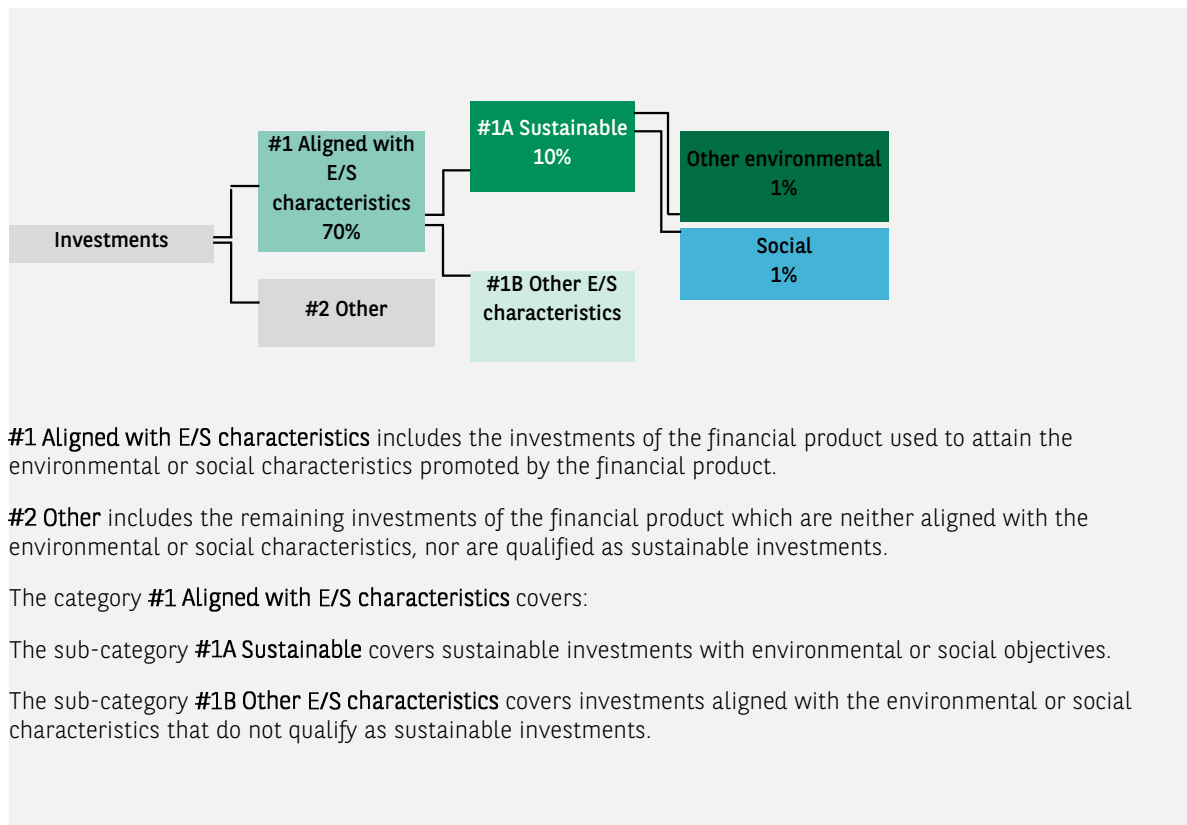 #1A Sustainable
10%
#1 Aligned with
E/S
characteristics
70%
Other environmental
1%
Investments
Social
1%
#1B Other E/S
characteristics
#2 Other
#1 Aligned with E/S characteristics includes the investments of the financial product used to attain the
environmental or social characteristics promoted by the financial product.
#2 Other includes the remaining investments of the financial product which are neither aligned with the
environmental or social characteristics, nor are qualified as sustainable investments.
The category #1 Aligned with E/S characteristics covers:
The sub-category #1A Sustainable covers sustainable investments with environmental or social objectives.
The sub-category #1B Other E/S characteristics covers investments aligned with the environmental or social
characteristics that do not qualify as sustainable investments.